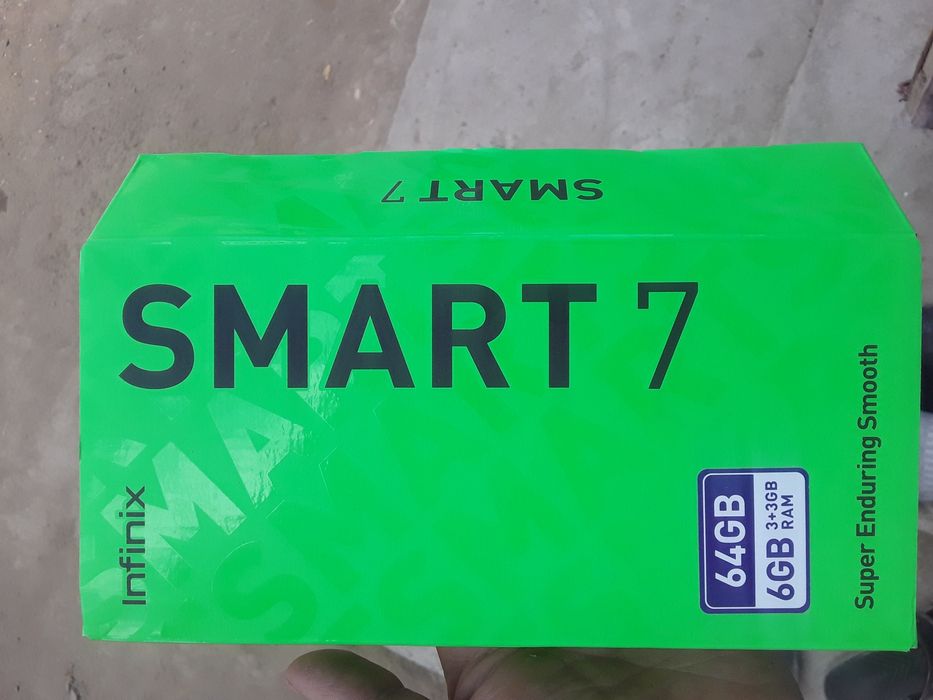 SMART 7
SMART 7
Infinix
64GB
6GB 3+3GB RAM
Super Enduring Smooth